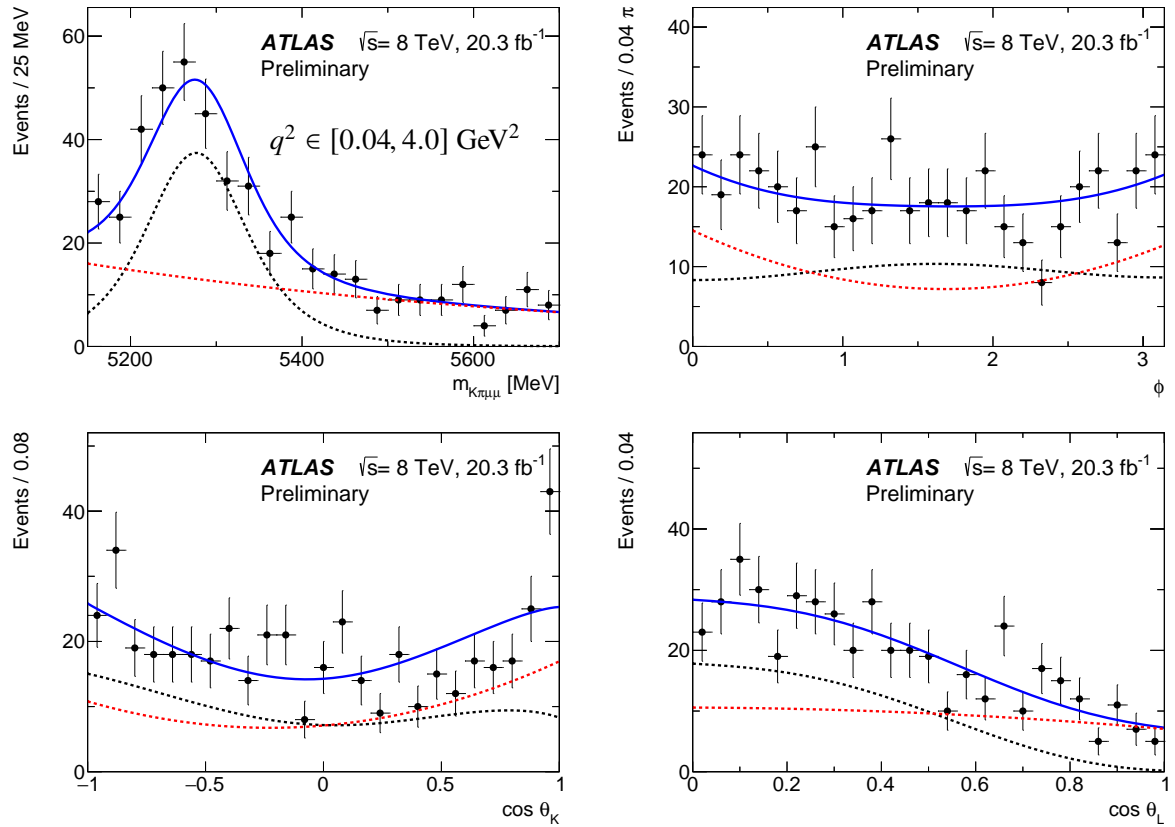 Events / 25 MeV
60
40
20
0
ATLAS √s= 8 TeV, 20.3 fb⁻¹
Preliminary
q² ∈ [0.04, 4.0] GeV²
5200 5400 5600
m_{Kπμμ} [MeV]
Events / 0.04 π
40
30
20
10
0
ATLAS √s= 8 TeV, 20.3 fb⁻¹
Preliminary
0 1 2 3
ϕ
Events / 0.08
40
20
0
ATLAS √s= 8 TeV, 20.3 fb⁻¹
Preliminary
−1 −0.5 0 0.5 1
cos θ_K
Events / 0.04
40
20
0
ATLAS √s= 8 TeV, 20.3 fb⁻¹
Preliminary
0 0.2 0.4 0.6 0.8 1
cos θ_L